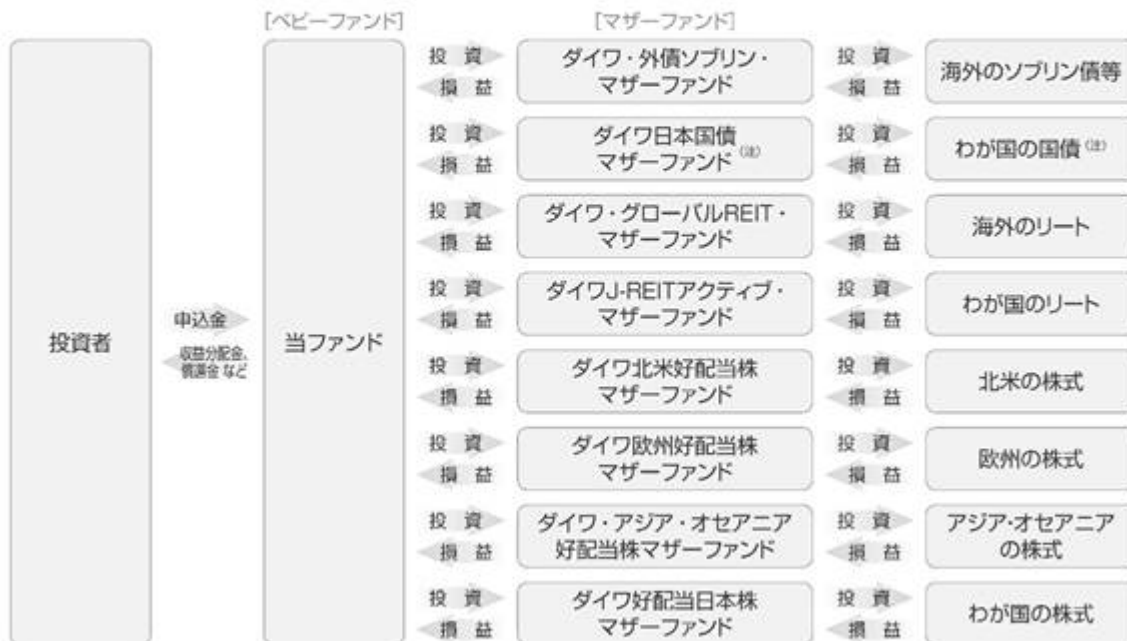 [ベビーファンド]
[マザーファンド]
投資者
申込金
収益分配金、
償還金 など
当ファンド
投 資
損 益
ダイワ・外債ソブリン・
マザーファンド
投 資
損 益
海外のソブリン債等
投 資
損 益
ダイワ日本国債
マザーファンド(注)
投 資
損 益
わが国の国債(注)
投 資
損 益
ダイワ・グローバルREIT・
マザーファンド
投 資
損 益
海外のリート
投 資
損 益
ダイワJ-REITアクティブ・
マザーファンド
投 資
損 益
わが国のリート
投 資
損 益
ダイワ北米好配当株
マザーファンド
投 資
損 益
北米の株式
投 資
損 益
ダイワ欧州好配当株
マザーファンド
投 資
損 益
欧州の株式
投 資
損 益
ダイワ・アジア・オセアニア
好配当株マザーファンド
投 資
損 益
アジア・オセアニア
の株式
投 資
損 益
ダイワ好配当日本株
マザーファンド
投 資
損 益
わが国の株式